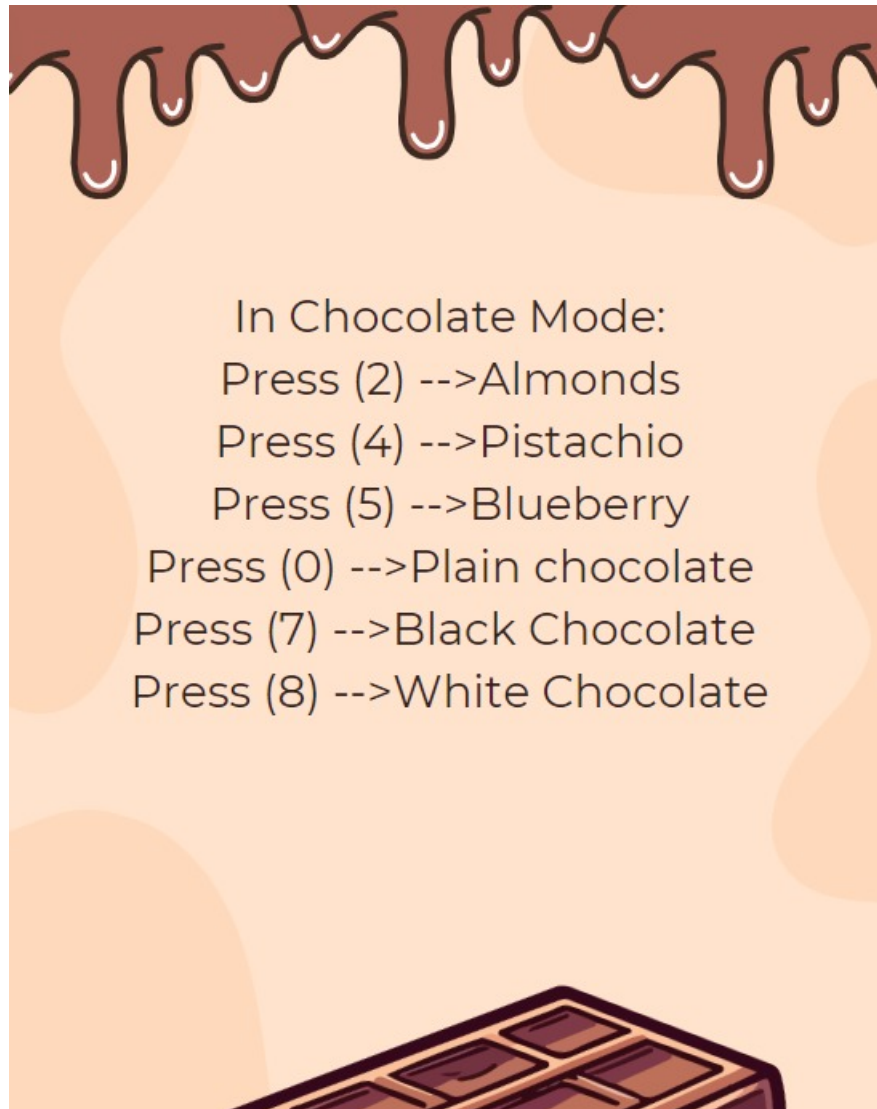 In Chocolate Mode:
Press (2) -->Almonds
Press (4) -->Pistachio
Press (5) -->Blueberry
Press (0) -->Plain chocolate
Press (7) -->Black Chocolate
Press (8) -->White Chocolate